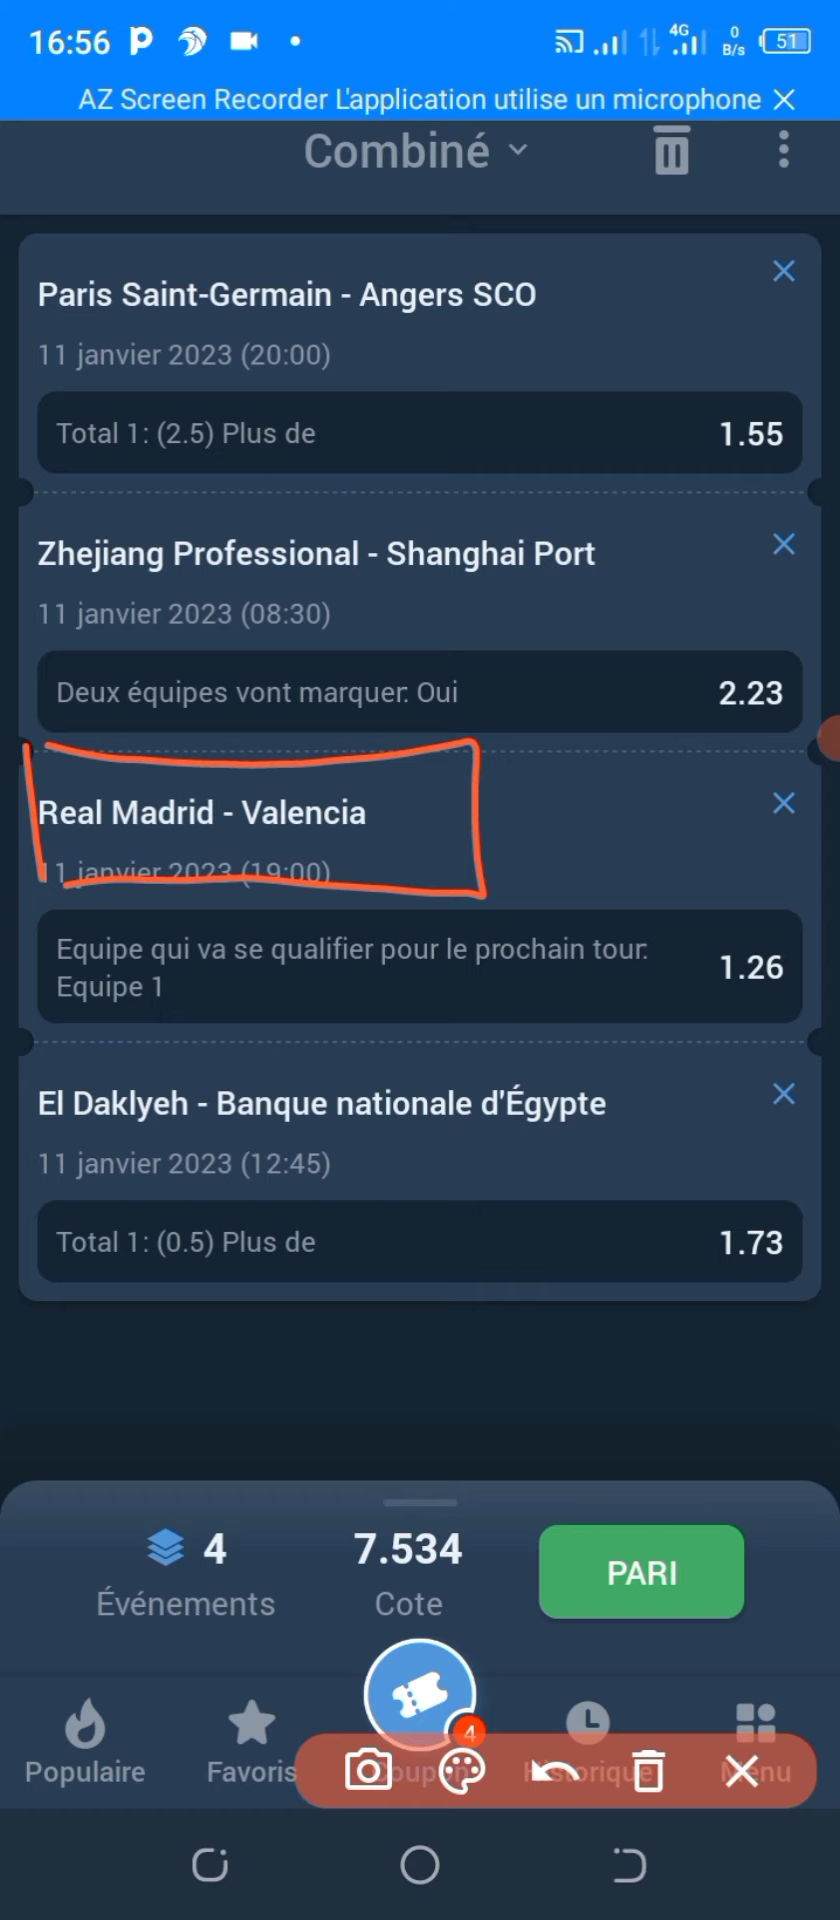 16:56
4G
0
B/s
51
AZ Screen Recorder L'application utilise un microphone
Combiné
Paris Saint-Germain - Angers SCO
11 janvier 2023 (20:00)
Total 1: (2.5) Plus de
1.55
Zhejiang Professional - Shanghai Port
11 janvier 2023 (08:30)
Deux équipes vont marquer: Oui
2.23
Real Madrid - Valencia
11 janvier 2023 (19:00)
Equipe qui va se qualifier pour le prochain tour:
Equipe 1
1.26
El Daklyeh - Banque nationale d'Égypte
11 janvier 2023 (12:45)
Total 1: (0.5) Plus de
1.73
4
Événements
7.534
Cote
PARI
4
Populaire
Favoris
Coupon
Historique
Menu